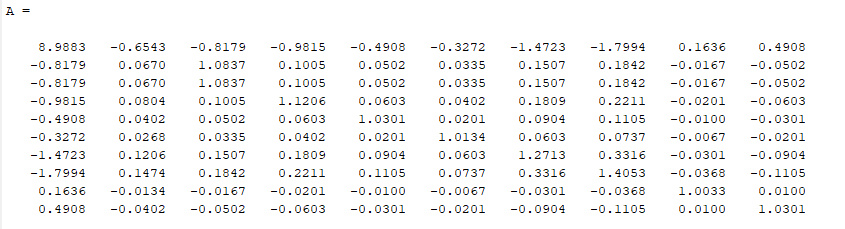 A =
8.9883 -0.6543 -0.8179 -0.9815 -0.4908 -0.3272 -1.4723 -1.7994 0.1636 0.4908
-0.8179 0.0670 1.0837 0.1005 0.0502 0.0335 0.1507 0.1842 -0.0167 -0.0502
-0.8179 0.0670 1.0837 0.1005 0.0502 0.0335 0.1507 0.1842 -0.0167 -0.0502
-0.9815 0.0804 0.1005 1.1206 0.0603 0.0402 0.1809 0.2211 -0.0201 -0.0603
-0.4908 0.0402 0.0502 0.0603 1.0301 0.0201 0.0904 0.1105 -0.0100 -0.0301
-0.3272 0.0268 0.0335 0.0402 0.0201 1.0134 0.0603 0.0737 -0.0067 -0.0201
-1.4723 0.1206 0.1507 0.1809 0.0904 0.0603 1.2713 0.3316 -0.0301 -0.0904
-1.7994 0.1474 0.1842 0.2211 0.1105 0.0737 0.3316 1.4053 -0.0368 -0.1105
0.1636 -0.0134 -0.0167 -0.0201 -0.0100 -0.0067 -0.0301 -0.0368 1.0033 0.0100
0.4908 -0.0402 -0.0502 -0.0603 -0.0301 -0.0201 -0.0904 -0.1105 0.0100 1.0301